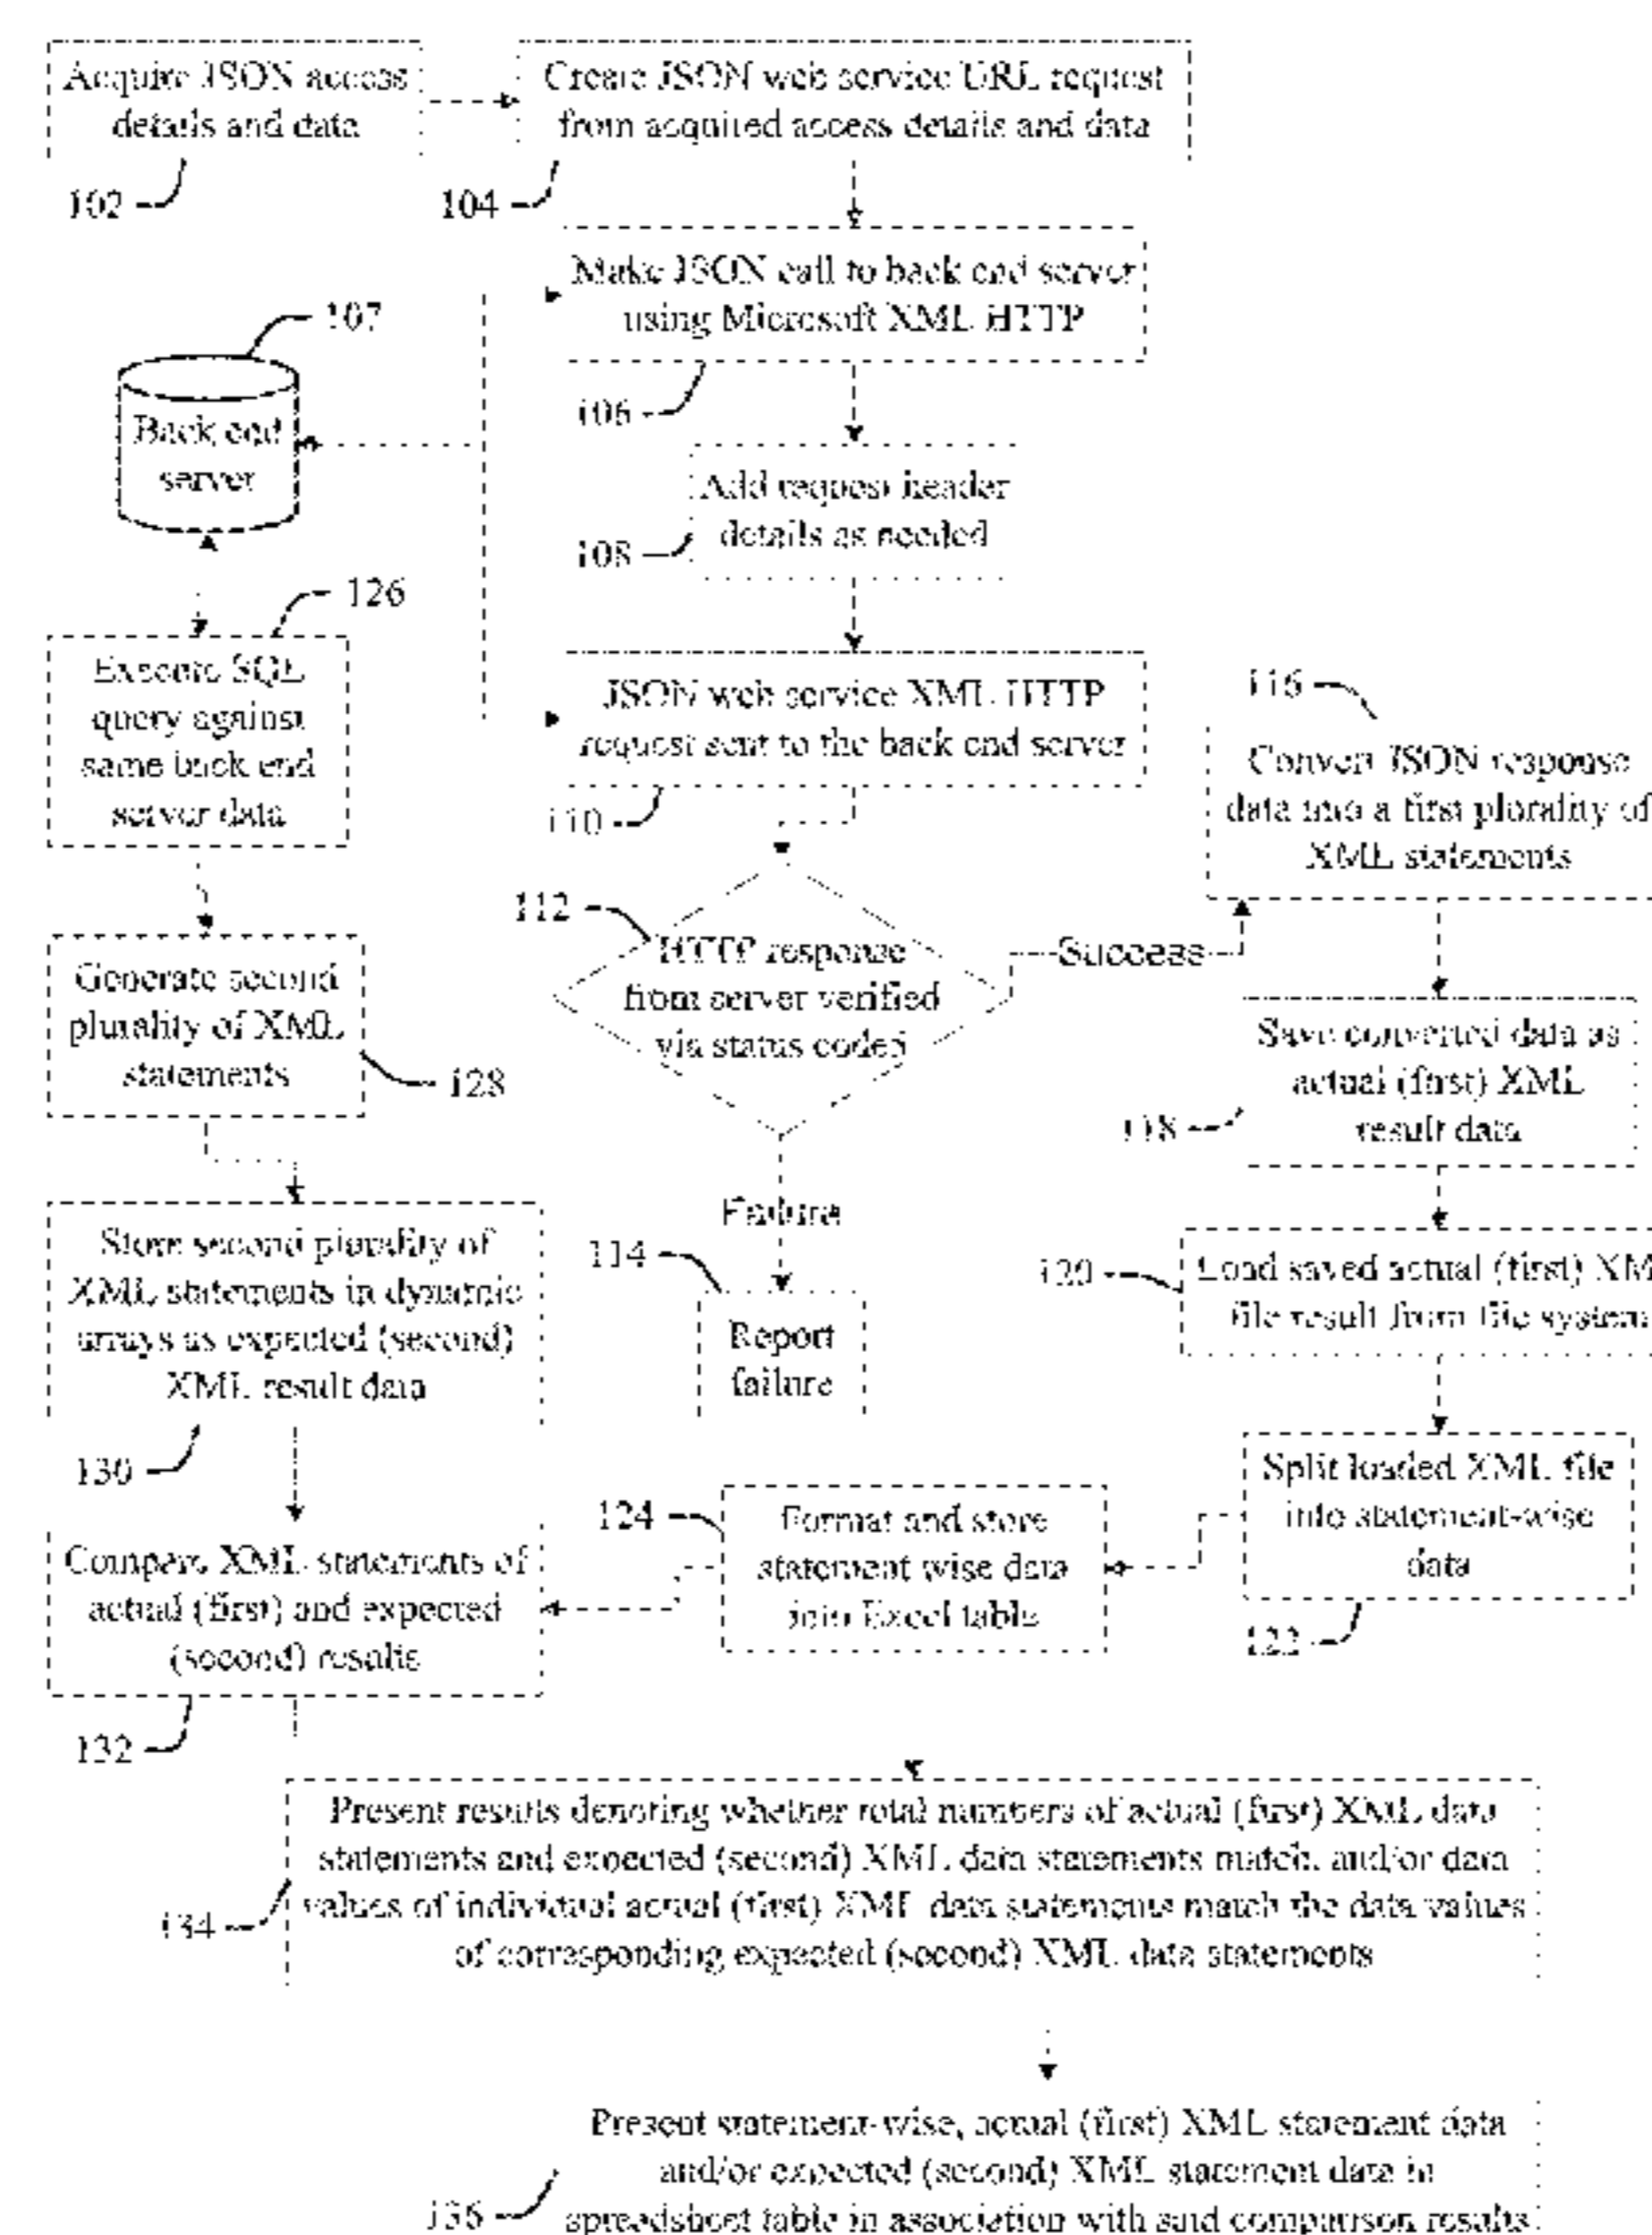 Acquire JSON access
details and data
102
Create JSON web service URL request
from acquired access details and data
104
Make JSON call to back end server
using Microsoft XML HTTP
106
107
Back end
server
Add request header
details as needed
108
126
Execute SQL
query against
same back end
server data
JSON web service XML HTTP
request sent to the back end server
110
116
Convert JSON response
data into a first plurality of
XML statements
112
HTTP response
from server verified
via status code?
Success
Generate second
plurality of XML
statements
128
Save converted data as
actual (first) XML
result data
118
Failure
114
Report
failure
Store second plurality of
XML statements in dynamic
arrays as expected (second)
XML result data
130
120
Load saved actual (first) XM
file result from file system
Split loaded XML file
into statement-wise
data
122
124
Format and store
statement wise data
into Excel table
Compare XML statements of
actual (first) and expected
(second) results
132
Present results denoting whether total numbers of actual (first) XML data
statements and expected (second) XML data statements match, and/or data
values of individual actual (first) XML data statements match the data values
of corresponding expected (second) XML data statements
134
Present statement-wise, actual (first) XML statement data
and/or expected (second) XML statement data in
spreadsheet table in association with said comparison results
136